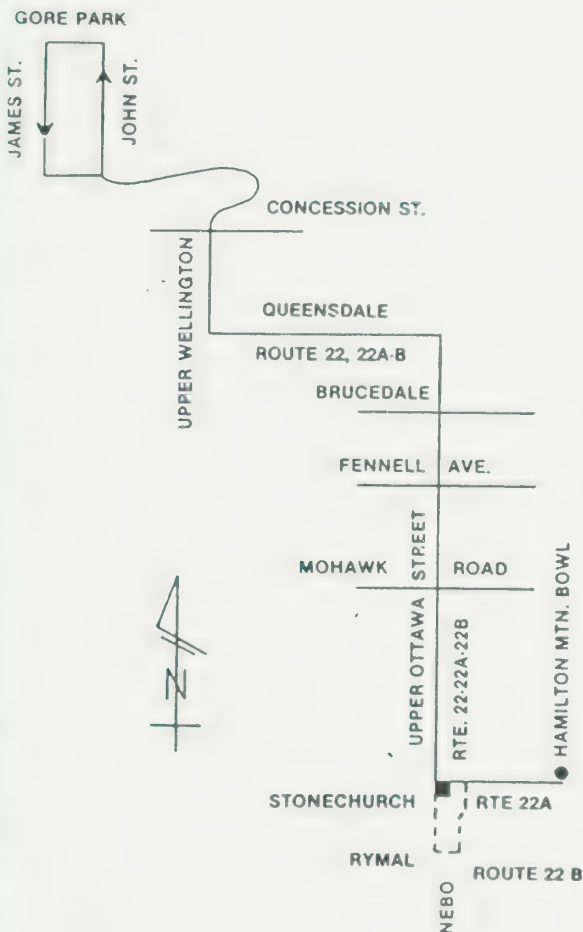 GORE PARK
JAMES ST.
JOHN ST.
CONCESSION ST.
UPPER WELLINGTON
QUEENSDALE
ROUTE 22, 22A-B
BRUCEDALE
FENNELL AVE.
MOHAWK ROAD
UPPER OTTAWA STREET
RTE. 22-22A-22B
HAMILTON MTN. BOWL
STONECHURCH
RTE 22A
RYMAL
ROUTE 22 B
NEBO
N